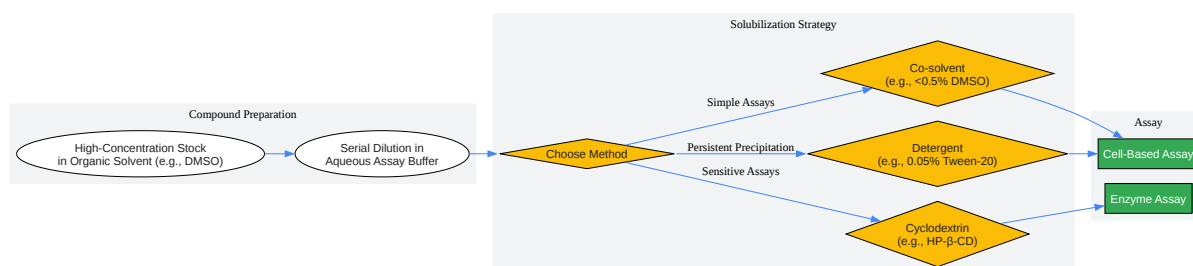 Solubilization Strategy
Co-solvent
(e.g., <0.5% DMSO)
Simple Assays
Compound Preparation
Assay
High-Concentration Stock
in Organic Solvent (e.g., DMSO)
Serial Dilution in
Aqueous Assay Buffer
Choose Method
Persistent Precipitation
Detergent
(e.g., 0.05% Tween-20)
Cell-Based Assay
Sensitive Assays
Enzyme Assay
Cyclodextrin
(e.g., HP-β-CD)